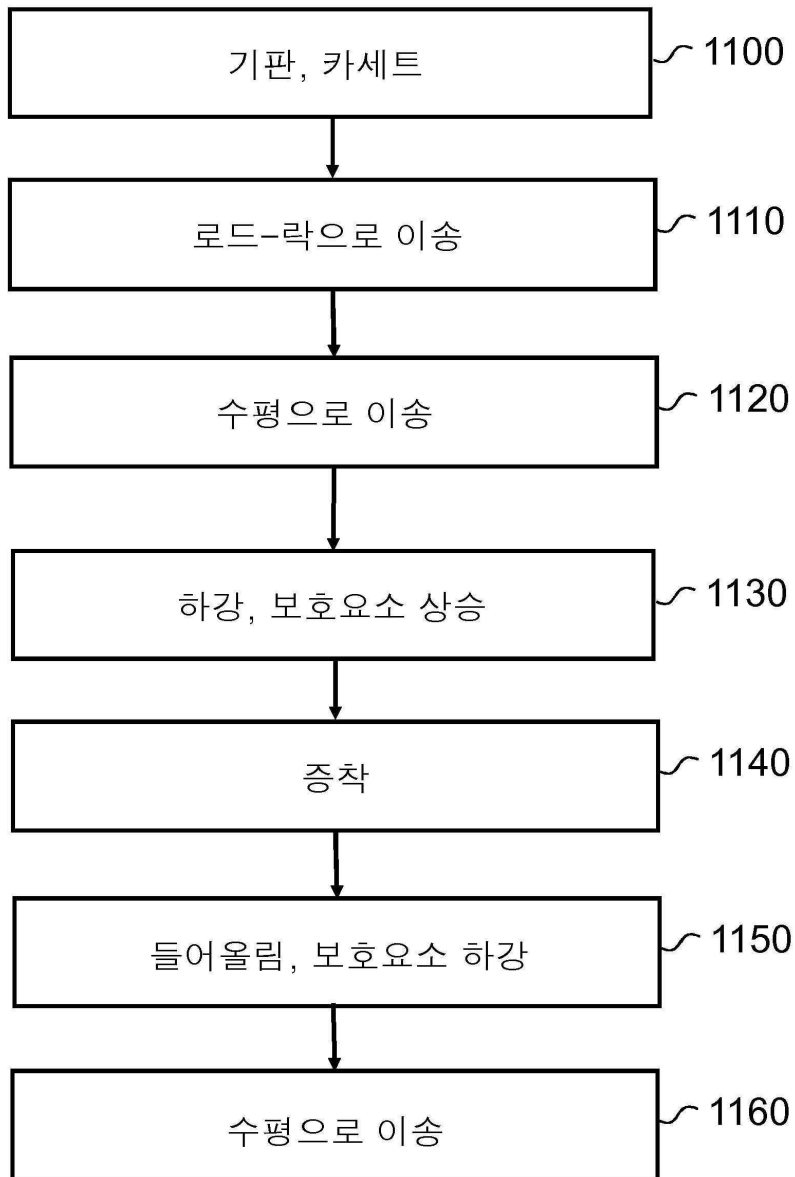 기판, 카세트 1100
로드-락으로 이송 1110
수평으로 이송 1120
하강, 보호요소 상승 1130
증착 1140
들어올림, 보호요소 하강 1150
수평으로 이송 1160